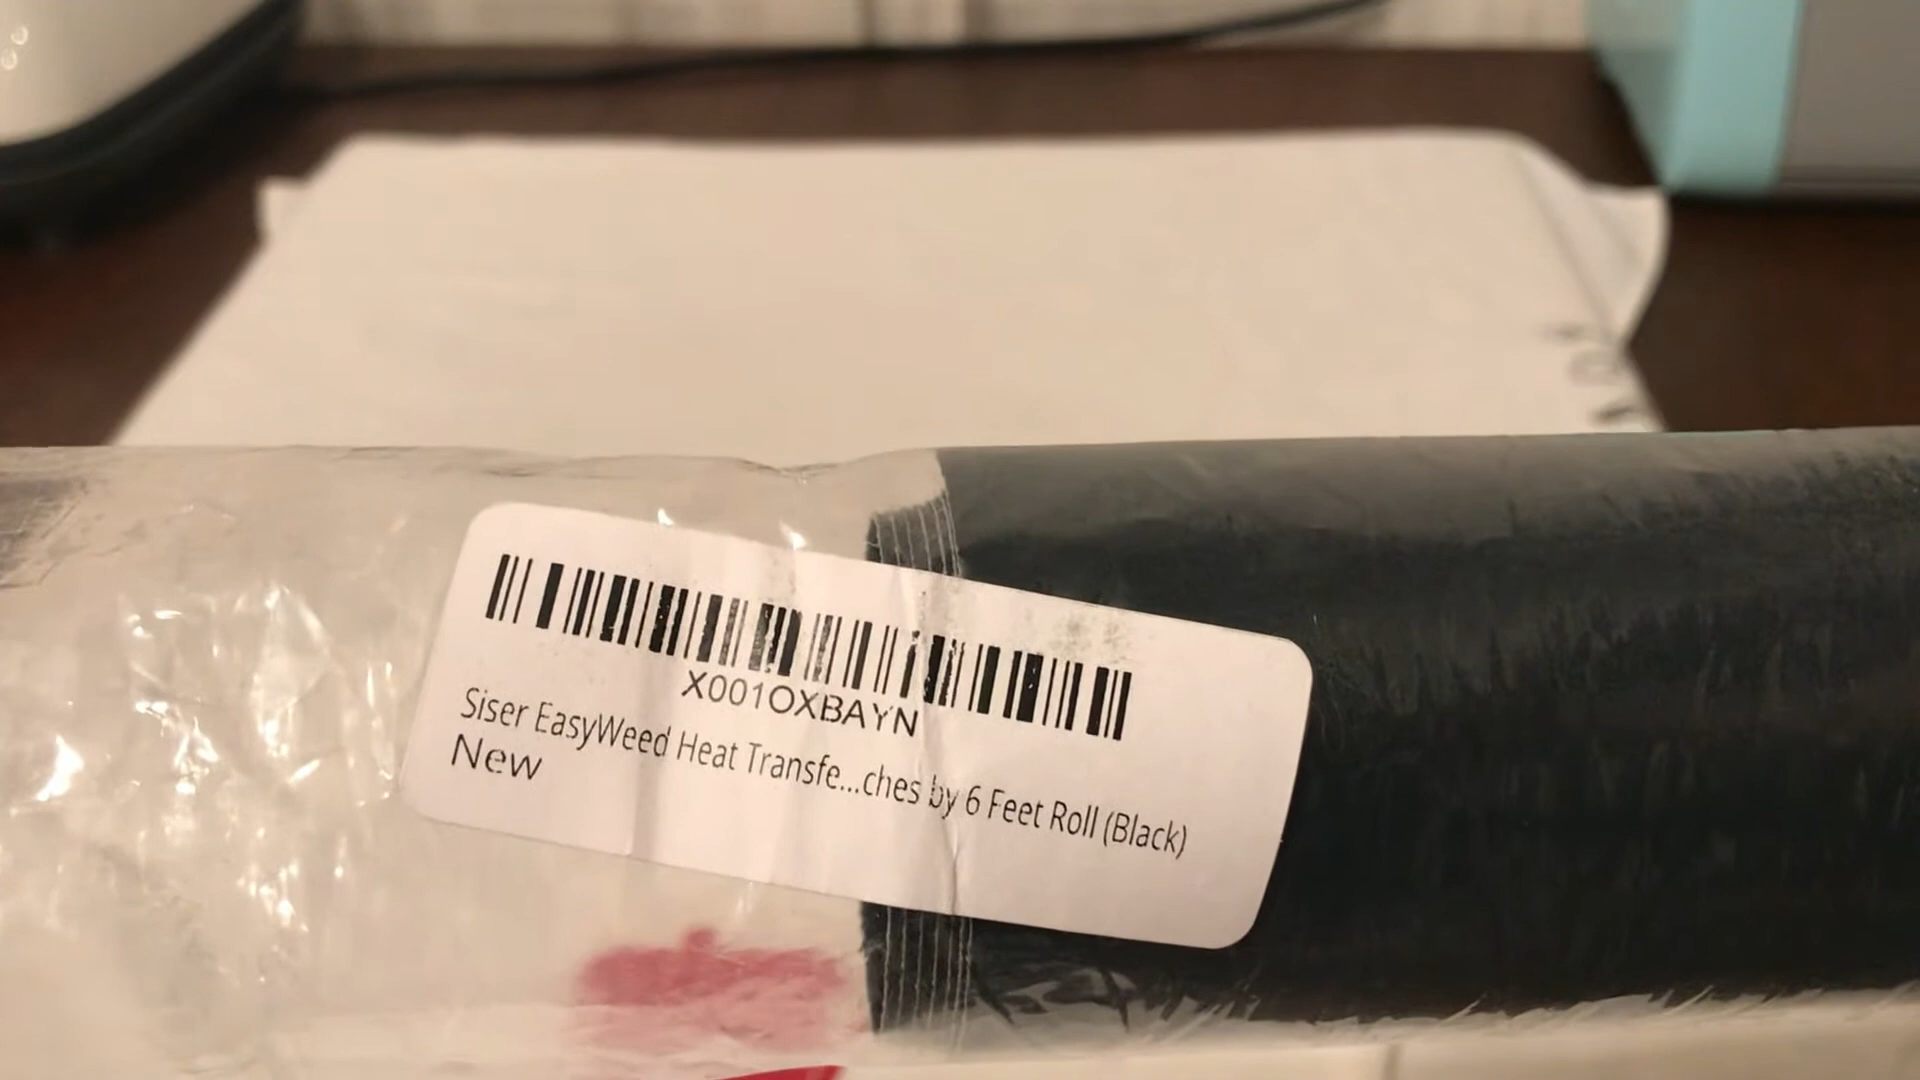 X001OXBAYN
Siser EasyWeed Heat Transfe...ches by 6 Feet Roll (Black)
New